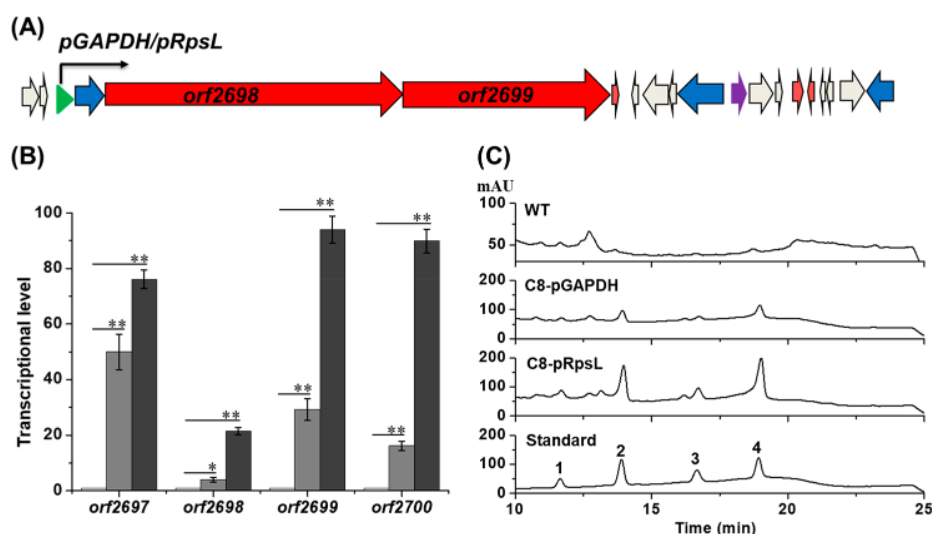 (A)
pGAPDH/pRpsL
orf2698 orf2699
(B)
Transcriptional level
100
80
60
40
20
0
** ** * ** ** ** ** **
orf2697 orf2698 orf2699 orf2700
(C)
mAU
WT
50
C8-pGAPDH
200
100
0
C8-pRpsL
200
100
0
Standard
200
100
0
1 2 3 4
10 15 20 25
Time (min)